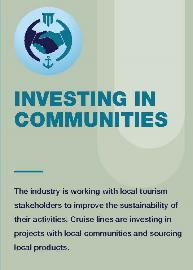 INVESTING IN
COMMUNITIES
The industry is working with local tourism
stakeholders to improve the sustainability of
their activities. Cruise lines are investing in
projects with local communities and sourcing
local products.